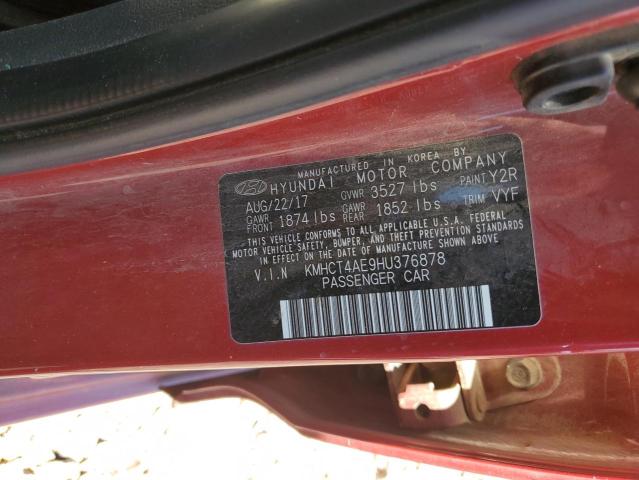 MANUFACTURED IN KOREA BY
HYUNDAI MOTOR COMPANY
AUG/22/17 GVWR 3527 lbs PAINT Y2R
GAWR FRONT 1874 lbs GAWR REAR 1852 lbs TRIM VYF
THIS VEHICLE CONFORMS TO ALL APPLICABLE U.S.A. FEDERAL
MOTOR VEHICLE SAFETY, BUMPER, AND THEFT PREVENTION STANDARDS
IN EFFECT ON THE DATE OF MANUFACTURE SHOWN ABOVE.
V.I.N KMHCT4AE9HU376878
PASSENGER CAR